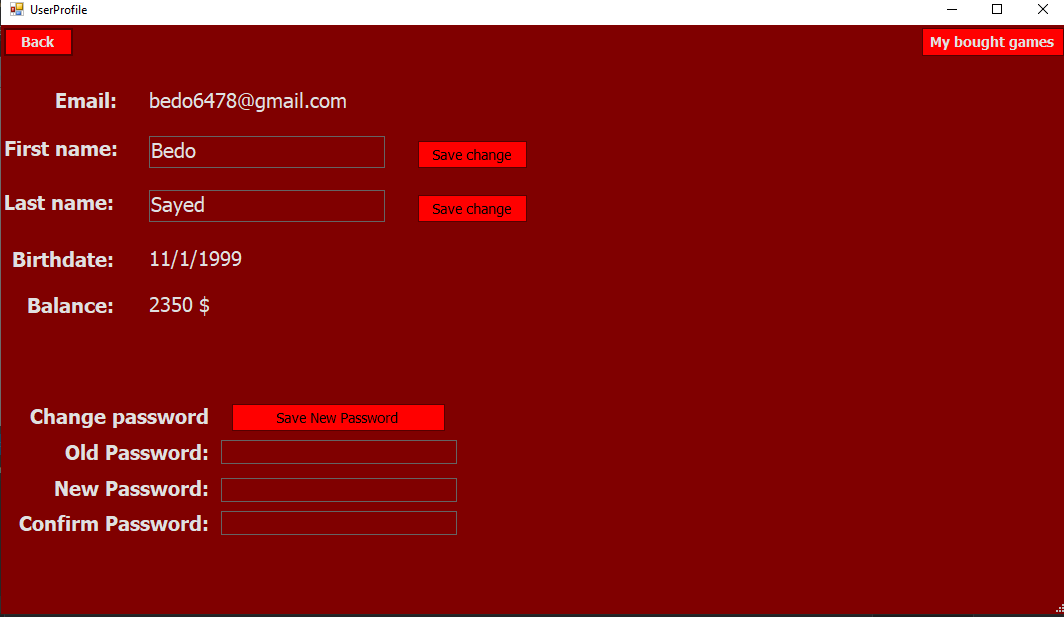 UserProfile
Back
My bought games
Email: bedo6478@gmail.com
First name: Bedo Save change
Last name: Sayed Save change
Birthdate: 11/1/1999
Balance: 2350 $
Change password Save New Password
Old Password:
New Password:
Confirm Password: